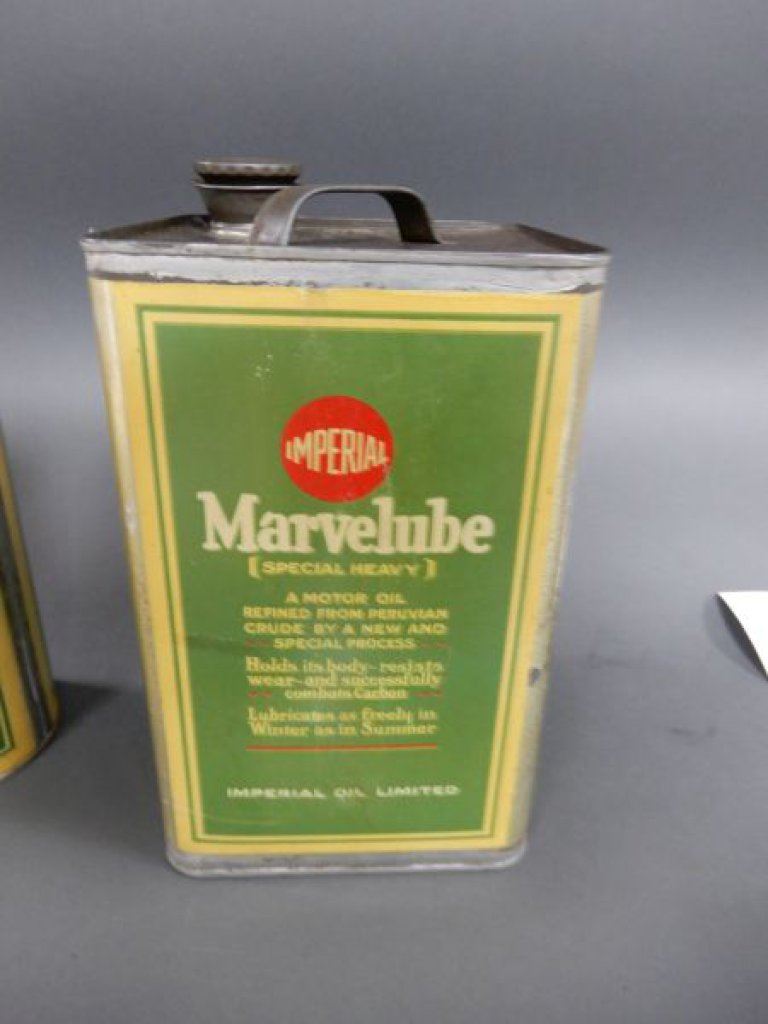 IMPERIAL
Marvelube
[SPECIAL HEAVY]
A MOTOR OIL
REFINED FROM PERUVIAN
CRUDE BY A NEW AND
SPECIAL PROCESS
Holds its body-resists
wear-and successfully
combats Carbon
Lubricates as freely in
Winter as in Summer
IMPERIAL OIL LIMITED